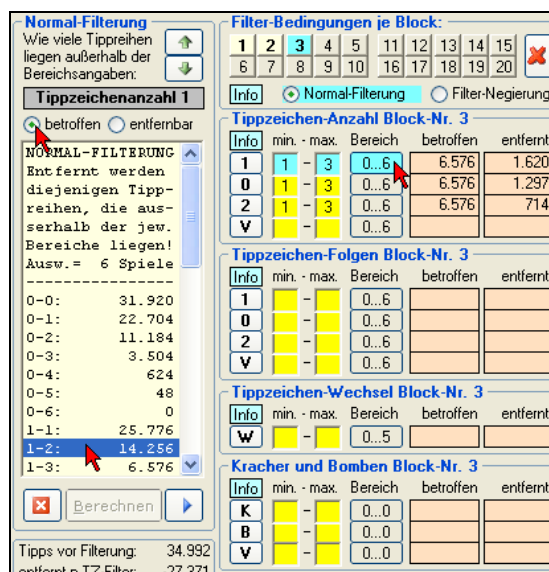 Normal-Filterung
Wie viele Tippreihen
liegen außerhalb der
Bereichsangaben:
Tippzeichenanzahl 1
betroffen entfernbar
NORMAL-FILTERUNG
Entfernt werden
diejenigen Tipp-
reihen, die aus-
serhalb der jew.
Bereiche liegen!
Ausw.= 6 Spiele
----------------
0-0: 31.920
0-1: 22.704
0-2: 11.184
0-3: 3.504
0-4: 624
0-5: 48
0-6: 0
1-1: 25.776
1-2: 14.256
1-3: 6.576
Berechnen
Tipps vor Filterung: 34.992
entfernt n.TZ-Filter: 27.371
Filter-Bedingungen je Block:
1 2 3 4 5 11 12 13 14 15
6 7 8 9 10 16 17 18 19 20
Info Normal-Filterung Filter-Negierung
Tippzeichen-Anzahl Block-Nr. 3
Info min. - max. Bereich betroffen entfernt
1 1 - 3 0...6 6.576 1.620
0 1 - 3 0...6 6.576 1.297
2 1 - 3 0...6 6.576 714
V - 0...6
Tippzeichen-Folgen Block-Nr. 3
Info min. - max. Bereich betroffen entfernt
1 - 0...6
0 - 0...6
2 - 0...6
V - 0...6
Tippzeichen-Wechsel Block-Nr. 3
Info min. - max. Bereich betroffen entfernt
W - 0...5
Kracher und Bomben Block-Nr. 3
Info min. - max. Bereich betroffen entfernt
K - 0...0
B - 0...0
V - 0...0